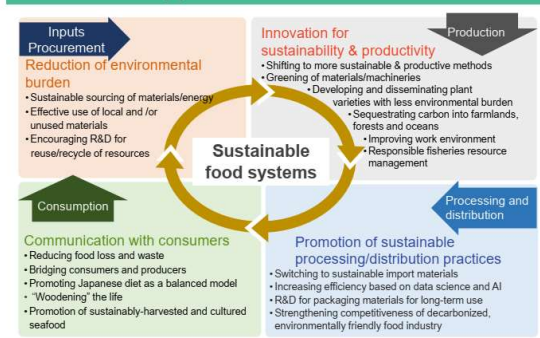 Inputs
Procurement
Reduction of environmental
burden
• Sustainable sourcing of materials/energy
• Effective use of local and /or
unused materials
• Encouraging R&D for
reuse/recycle of resources
Innovation for
sustainability & productivity
Production
• Shifting to more sustainable & productive methods
• Greening of materials/machineries
• Developing and disseminating plant
varieties with less environmental burden
• Sequestrating carbon into farmlands,
forests and oceans
• Improving work environment
• Responsible fisheries resource
management
Sustainable
food systems
Consumption
Communication with consumers
• Reducing food loss and waste
• Bridging consumers and producers
• Promoting Japanese diet as a balanced model
• "Woodening" the life
• Promotion of sustainably-harvested and cultured
seafood
Processing and
distribution
Promotion of sustainable
processing/distribution practices
• Switching to sustainable import materials
• Increasing efficiency based on data science and AI
• R&D for packaging materials for long-term use
• Strengthening competitiveness of decarbonized,
environmentally friendly food industry